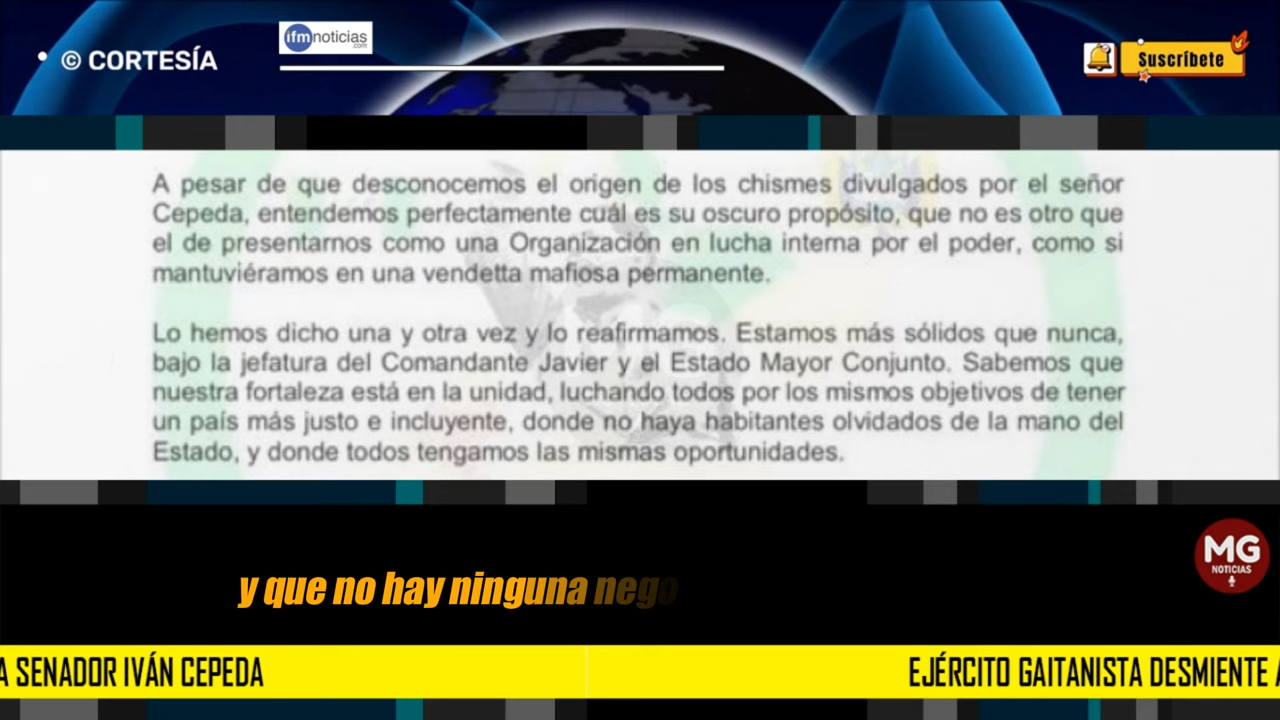 © CORTESÍA
ifmnoticias
.com
Suscríbete
A pesar de que desconocemos el origen de los chismes divulgados por el señor
Cepeda, entendemos perfectamente cuál es su oscuro propósito, que no es otro que
el de presentarnos como una Organización en lucha interna por el poder, como si
mantuviéramos en una vendetta mafiosa permanente.
Lo hemos dicho una y otra vez y lo reafirmamos. Estamos más sólidos que nunca,
bajo la jefatura del Comandante Javier y el Estado Mayor Conjunto. Sabemos que
nuestra fortaleza está en la unidad, luchando todos por los mismos objetivos de tener
un país más justo e incluyente, donde no haya habitantes olvidados de la mano del
Estado, y donde todos tengamos las mismas oportunidades.
MG
NOTICIAS
y que no hay ninguna nego
A SENADOR IVÁN CEPEDA
EJÉRCITO GAITANISTA DESMIENTE A